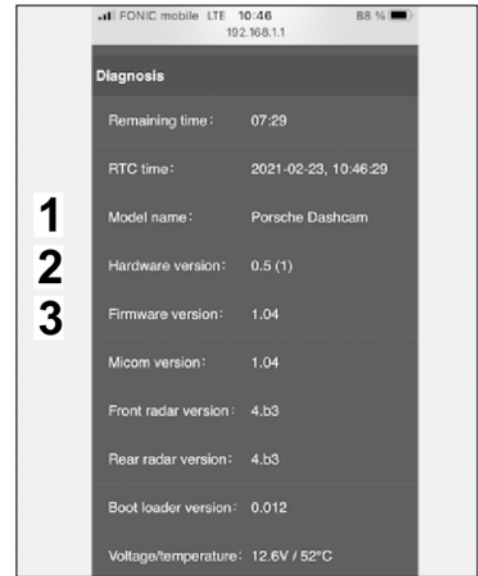 FONIC mobile LTE 10:46 88 %
192.168.1.1
Diagnosis
Remaining time: 07:29
RTC time: 2021-02-23, 10:46:29
1 Model name: Porsche Dashcam
2 Hardware version: 0.5 (1)
3 Firmware version: 1.04
Micom version: 1.04
Front radar version: 4.b3
Rear radar version: 4.b3
Boot loader version: 0.012
Voltage/temperature: 12.6V / 52°C